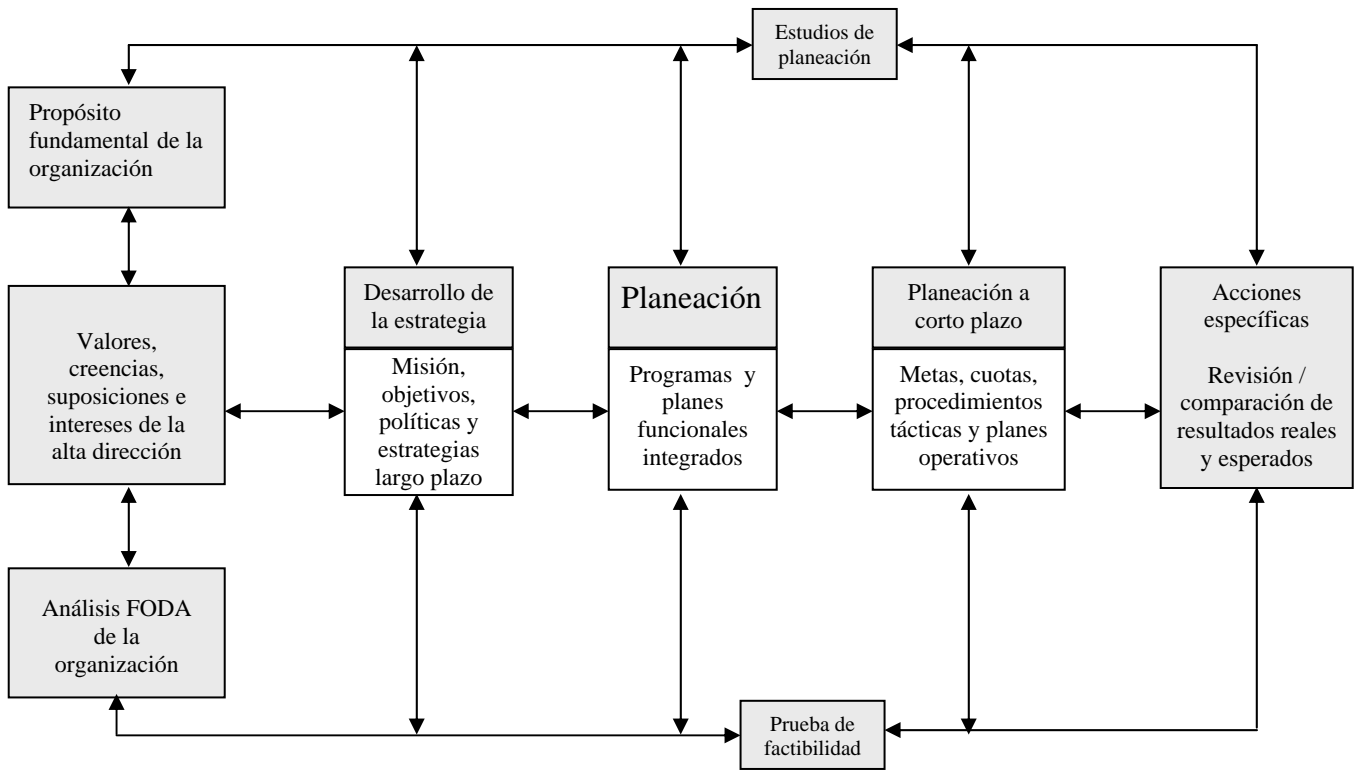 Estudios de
planeación
Propósito
fundamental de la
organización
Valores,
creencias,
suposiciones e
intereses de la
alta dirección
Desarrollo de
la estrategia
Misión,
objetivos,
políticas y
estrategias
largo plazo
Planeación
Programas y
planes
funcionales
integrados
Planeación a
corto plazo
Metas, cuotas,
procedimientos
tácticas y planes
operativos
Acciones
específicas
Revisión /
comparación de
resultados reales
y esperados
Análisis FODA
de la
organización
Prueba de
factibilidad